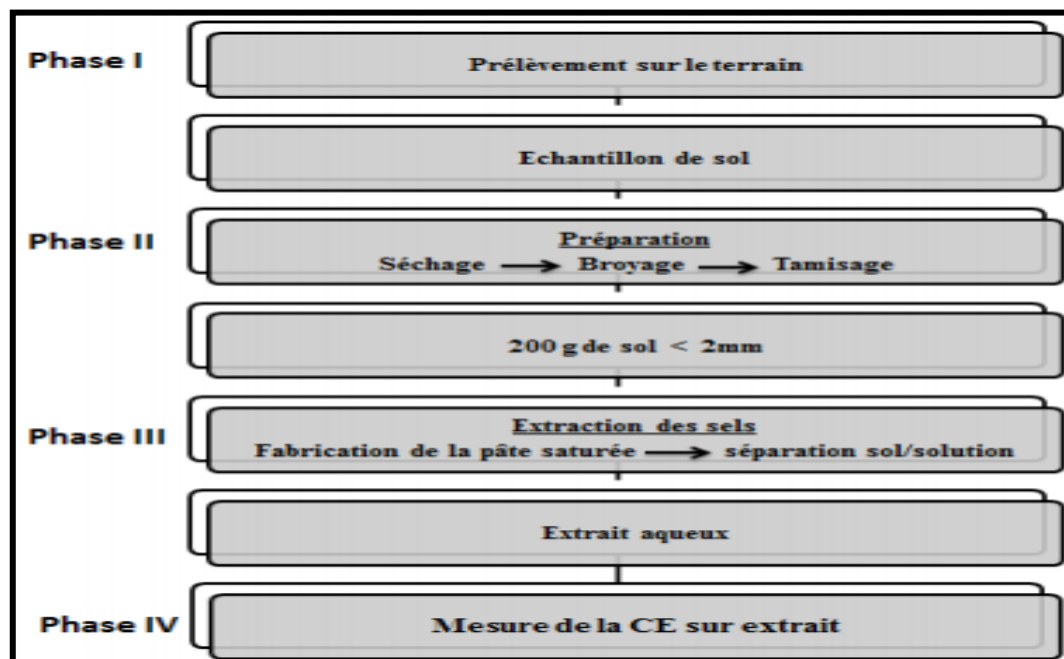 Phase I
Prélèvement sur le terrain
Echantillon de sol
Phase II
Préparation
Séchage → Broyage → Tamisage
200 g de sol < 2mm
Phase III
Extraction des sels
Fabrication de la pâte saturée → séparation sol/solution
Extrait aqueux
Phase IV
Mesure de la CE sur extrait